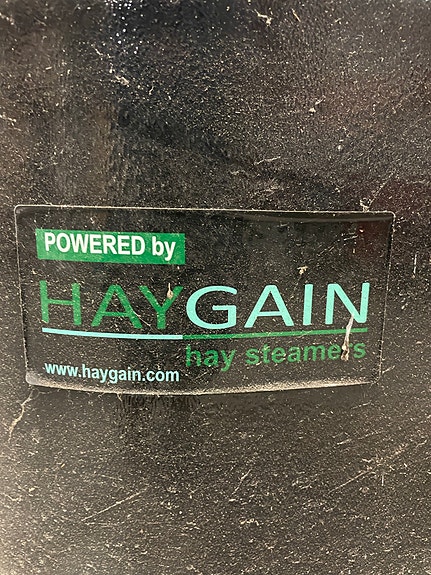 POWERED by
HAYGAIN
hay steamers
www.haygain.com